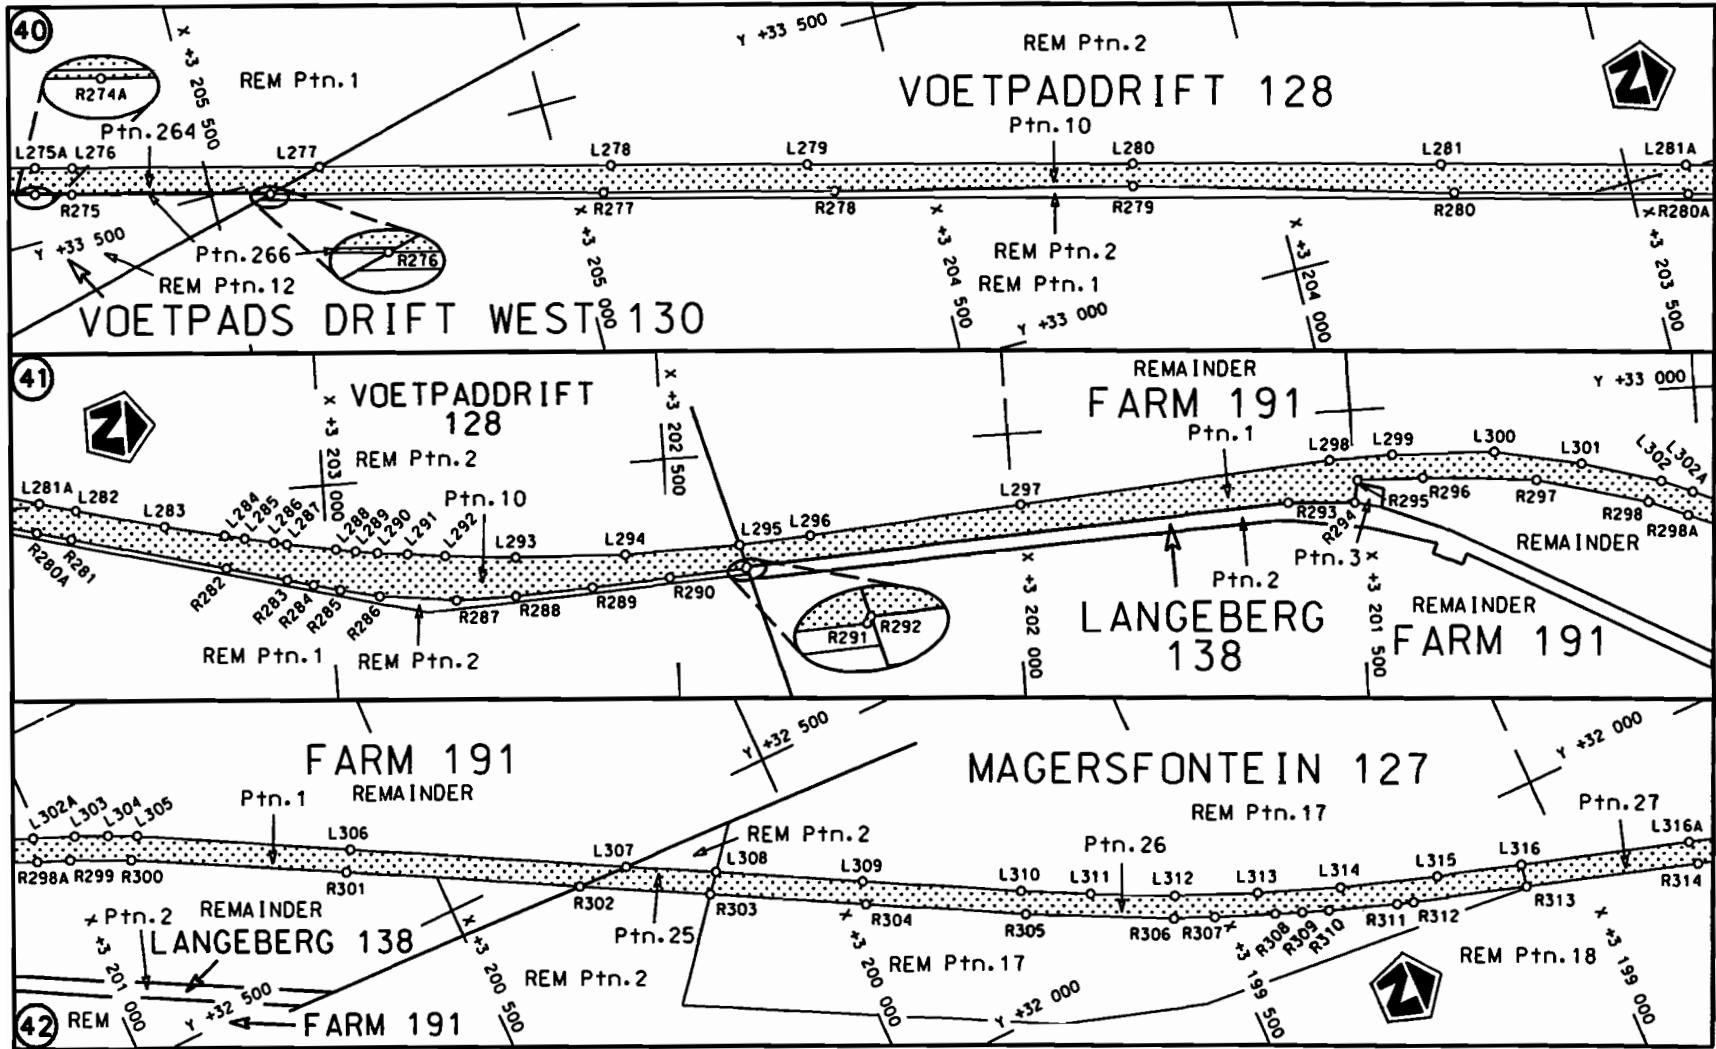 40
X +3 205 500
REM Ptn.1
Y +33 500
REM Ptn.2
VOETPADDRIFT 128
R274A
Ptn.264
Ptn.10
L275A
L276
L277
L278
L279
L280
L281
L281A
R275
R277
R278
R279
R280
R280A
Y +33 500
Ptn.266
R276
REM Ptn.12
X +3 205 000
X +3 204 500
REM Ptn.2
REM Ptn.1
X +3 204 000
X +3 203 500
VOETPADS DRIFT WEST 130
Y +33 000
41
VOETPADDRIFT
128
X +3 203 000
X +3 202 500
REMAINDER
FARM 191
Y +33 000
REM Ptn.2
Ptn.1
Ptn.10
L281A
L282
L283
L284
L285
L286
L287
L288
L289
L290
L291
L292
L293
L294
L295
L296
L297
L298
L299
L300
L301
L302
L302A
R280A
R281
R282
R283
R284
R285
R286
R287
R288
R289
R290
R291
R292
R293
R294
R295
R296
R297
R298
R298A
REM Ptn.1
REM Ptn.2
X +3 202 000
Ptn.2
Ptn.3
X +3 201 500
REMAINDER
LANGEBERG
138
REMAINDER
FARM 191
42
FARM 191
REMAINDER
Y +32 500
MAGERSFONTEIN 127
REM Ptn.17
Y +32 000
Ptn.1
REM Ptn.2
Ptn.26
Ptn.27
L302A
L303
L304
L305
L306
L307
L308
L309
L310
L311
L312
L313
L314
L315
L316
L316A
R298A
R299
R300
R301
R302
R303
R304
R305
R306
R307
R308
R309
R310
R311
R312
R313
R314
X +3 201 000
Ptn.2
REMAINDER
LANGEBERG 138
X +3 200 500
Ptn.25
REM Ptn.2
X +3 200 000
REM Ptn.17
X +3 199 500
REM Ptn.18
X +3 199 000
REM
Y +32 500
FARM 191
Y +32 000